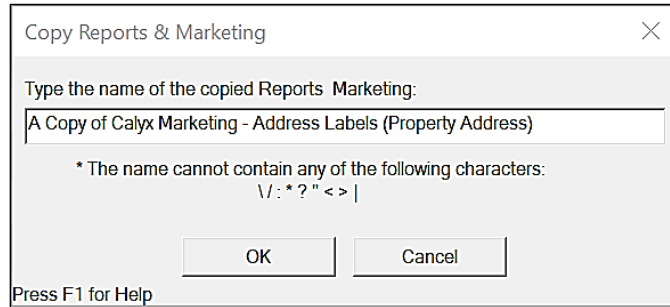 Copy Reports & Marketing
Type the name of the copied Reports  Marketing:
A Copy of Calyx Marketing - Address Labels (Property Address)
* The name cannot contain any of the following characters:
\ / : * ? " < > |
OK
Cancel
Press F1 for Help